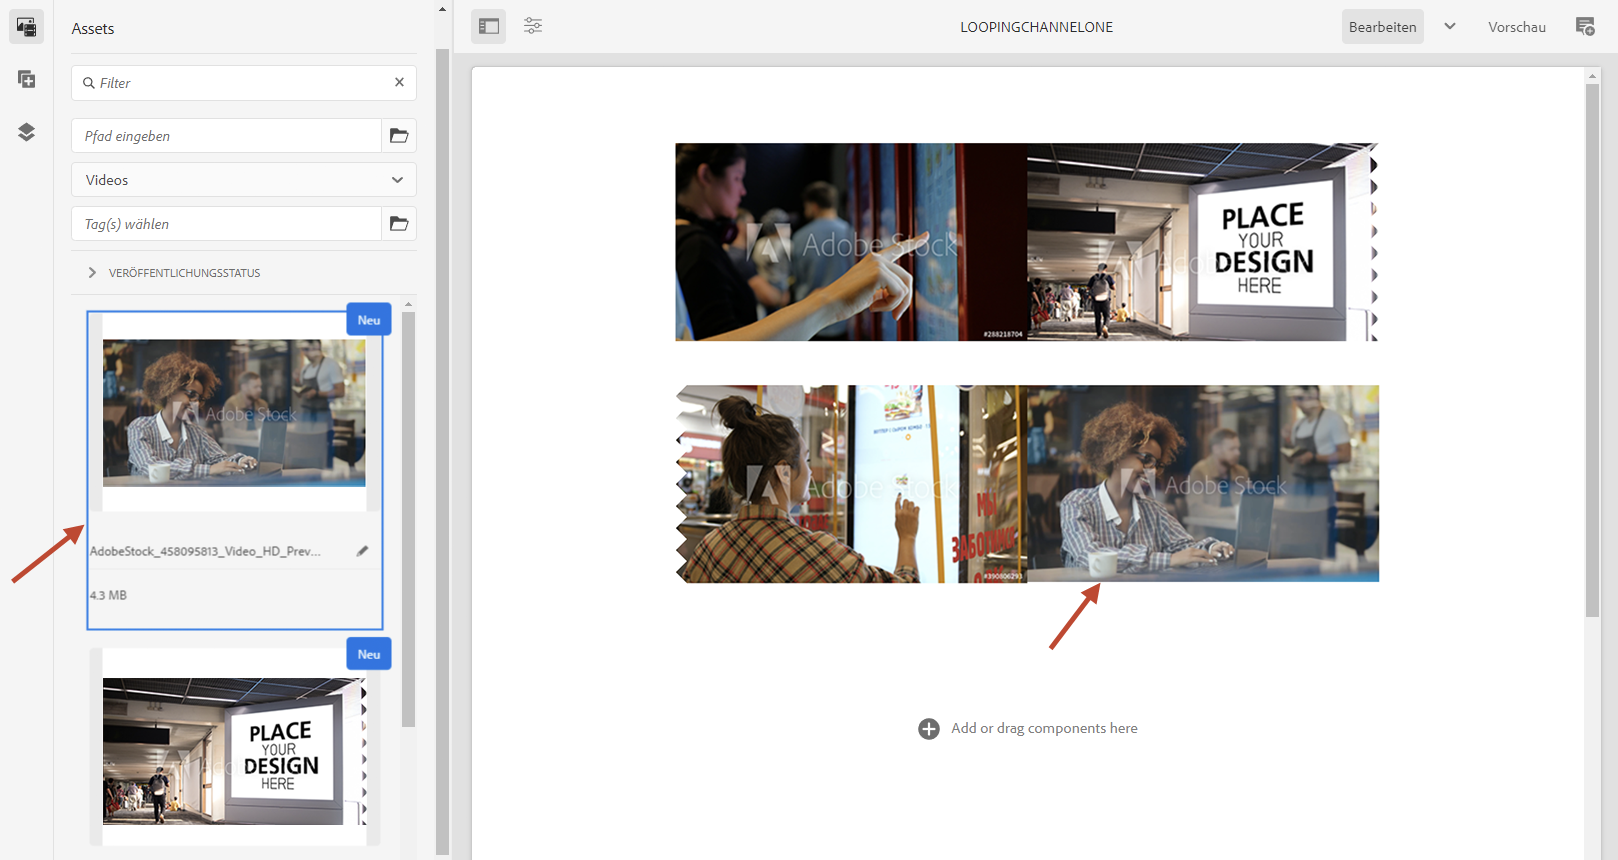 Assets
Filter
Pfad eingeben
Videos
Tag(s) wählen
VERÖFFENTLICHUNGSSTATUS
Neu
Adobe Stock
AdobeStock_458095813_Video_HD_Prev...
4.3 MB
Neu
PLACE
YOUR
DESIGN
HERE
LOOPINGCHANNELONE
Bearbeiten
Vorschau
Adobe Stock
#288218704
PLACE
YOUR
DESIGN
HERE
Adobe Stock
МЫ
#390806293
Adobe Stock
Add or drag components here